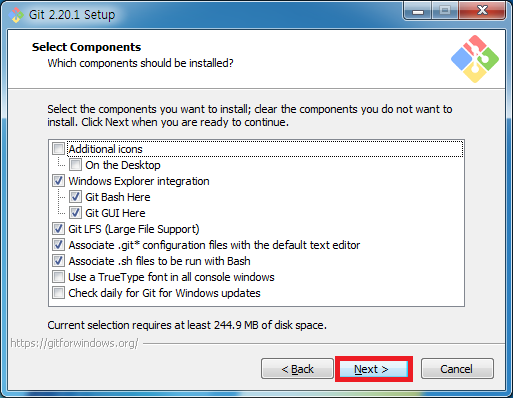 Git 2.20.1 Setup
Select Components
Which components should be installed?
Select the components you want to install; clear the components you do not want to
install. Click Next when you are ready to continue.
Additional icons
On the Desktop
Windows Explorer integration
Git Bash Here
Git GUI Here
Git LFS (Large File Support)
Associate .git* configuration files with the default text editor
Associate .sh files to be run with Bash
Use a TrueType font in all console windows
Check daily for Git for Windows updates
Current selection requires at least 244.9 MB of disk space.
https://gitforwindows.org/
< Back
Next >
Cancel